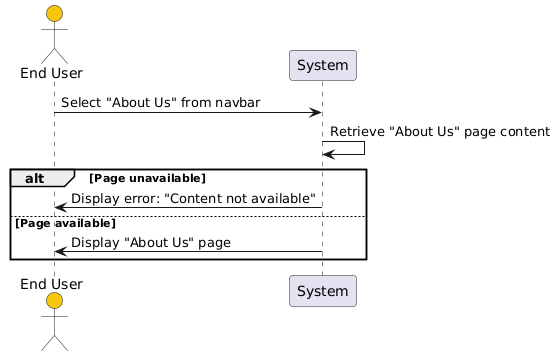 End User
System
Select "About Us" from navbar
Retrieve "About Us" page content
alt [Page unavailable]
Display error: "Content not available"
[Page available]
Display "About Us" page
End User
System